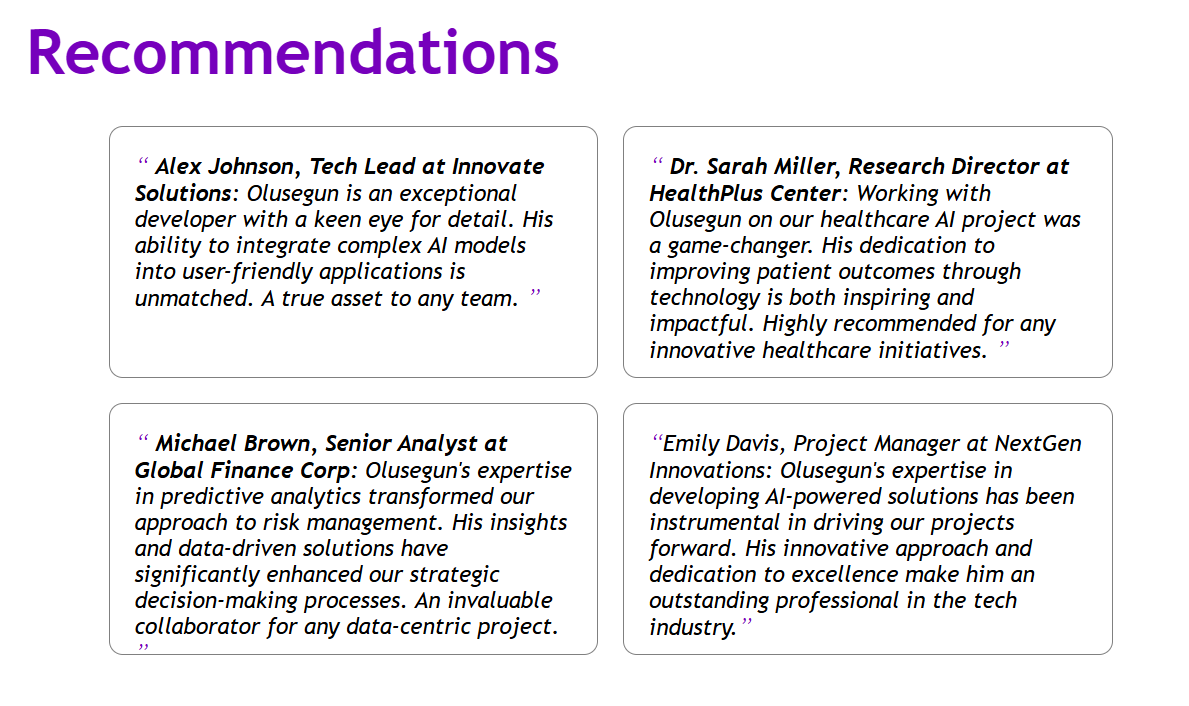 Recommendations
“ Alex Johnson, Tech Lead at Innovate
Solutions: Olusegun is an exceptional
developer with a keen eye for detail. His
ability to integrate complex AI models
into user-friendly applications is
unmatched. A true asset to any team. ”
“ Dr. Sarah Miller, Research Director at
HealthPlus Center: Working with
Olusegun on our healthcare AI project was
a game-changer. His dedication to
improving patient outcomes through
technology is both inspiring and
impactful. Highly recommended for any
innovative healthcare initiatives. ”
“ Michael Brown, Senior Analyst at
Global Finance Corp: Olusegun's expertise
in predictive analytics transformed our
approach to risk management. His insights
and data-driven solutions have
significantly enhanced our strategic
decision-making processes. An invaluable
collaborator for any data-centric project.
”
“Emily Davis, Project Manager at NextGen
Innovations: Olusegun's expertise in
developing AI-powered solutions has been
instrumental in driving our projects
forward. His innovative approach and
dedication to excellence make him an
outstanding professional in the tech
industry.”